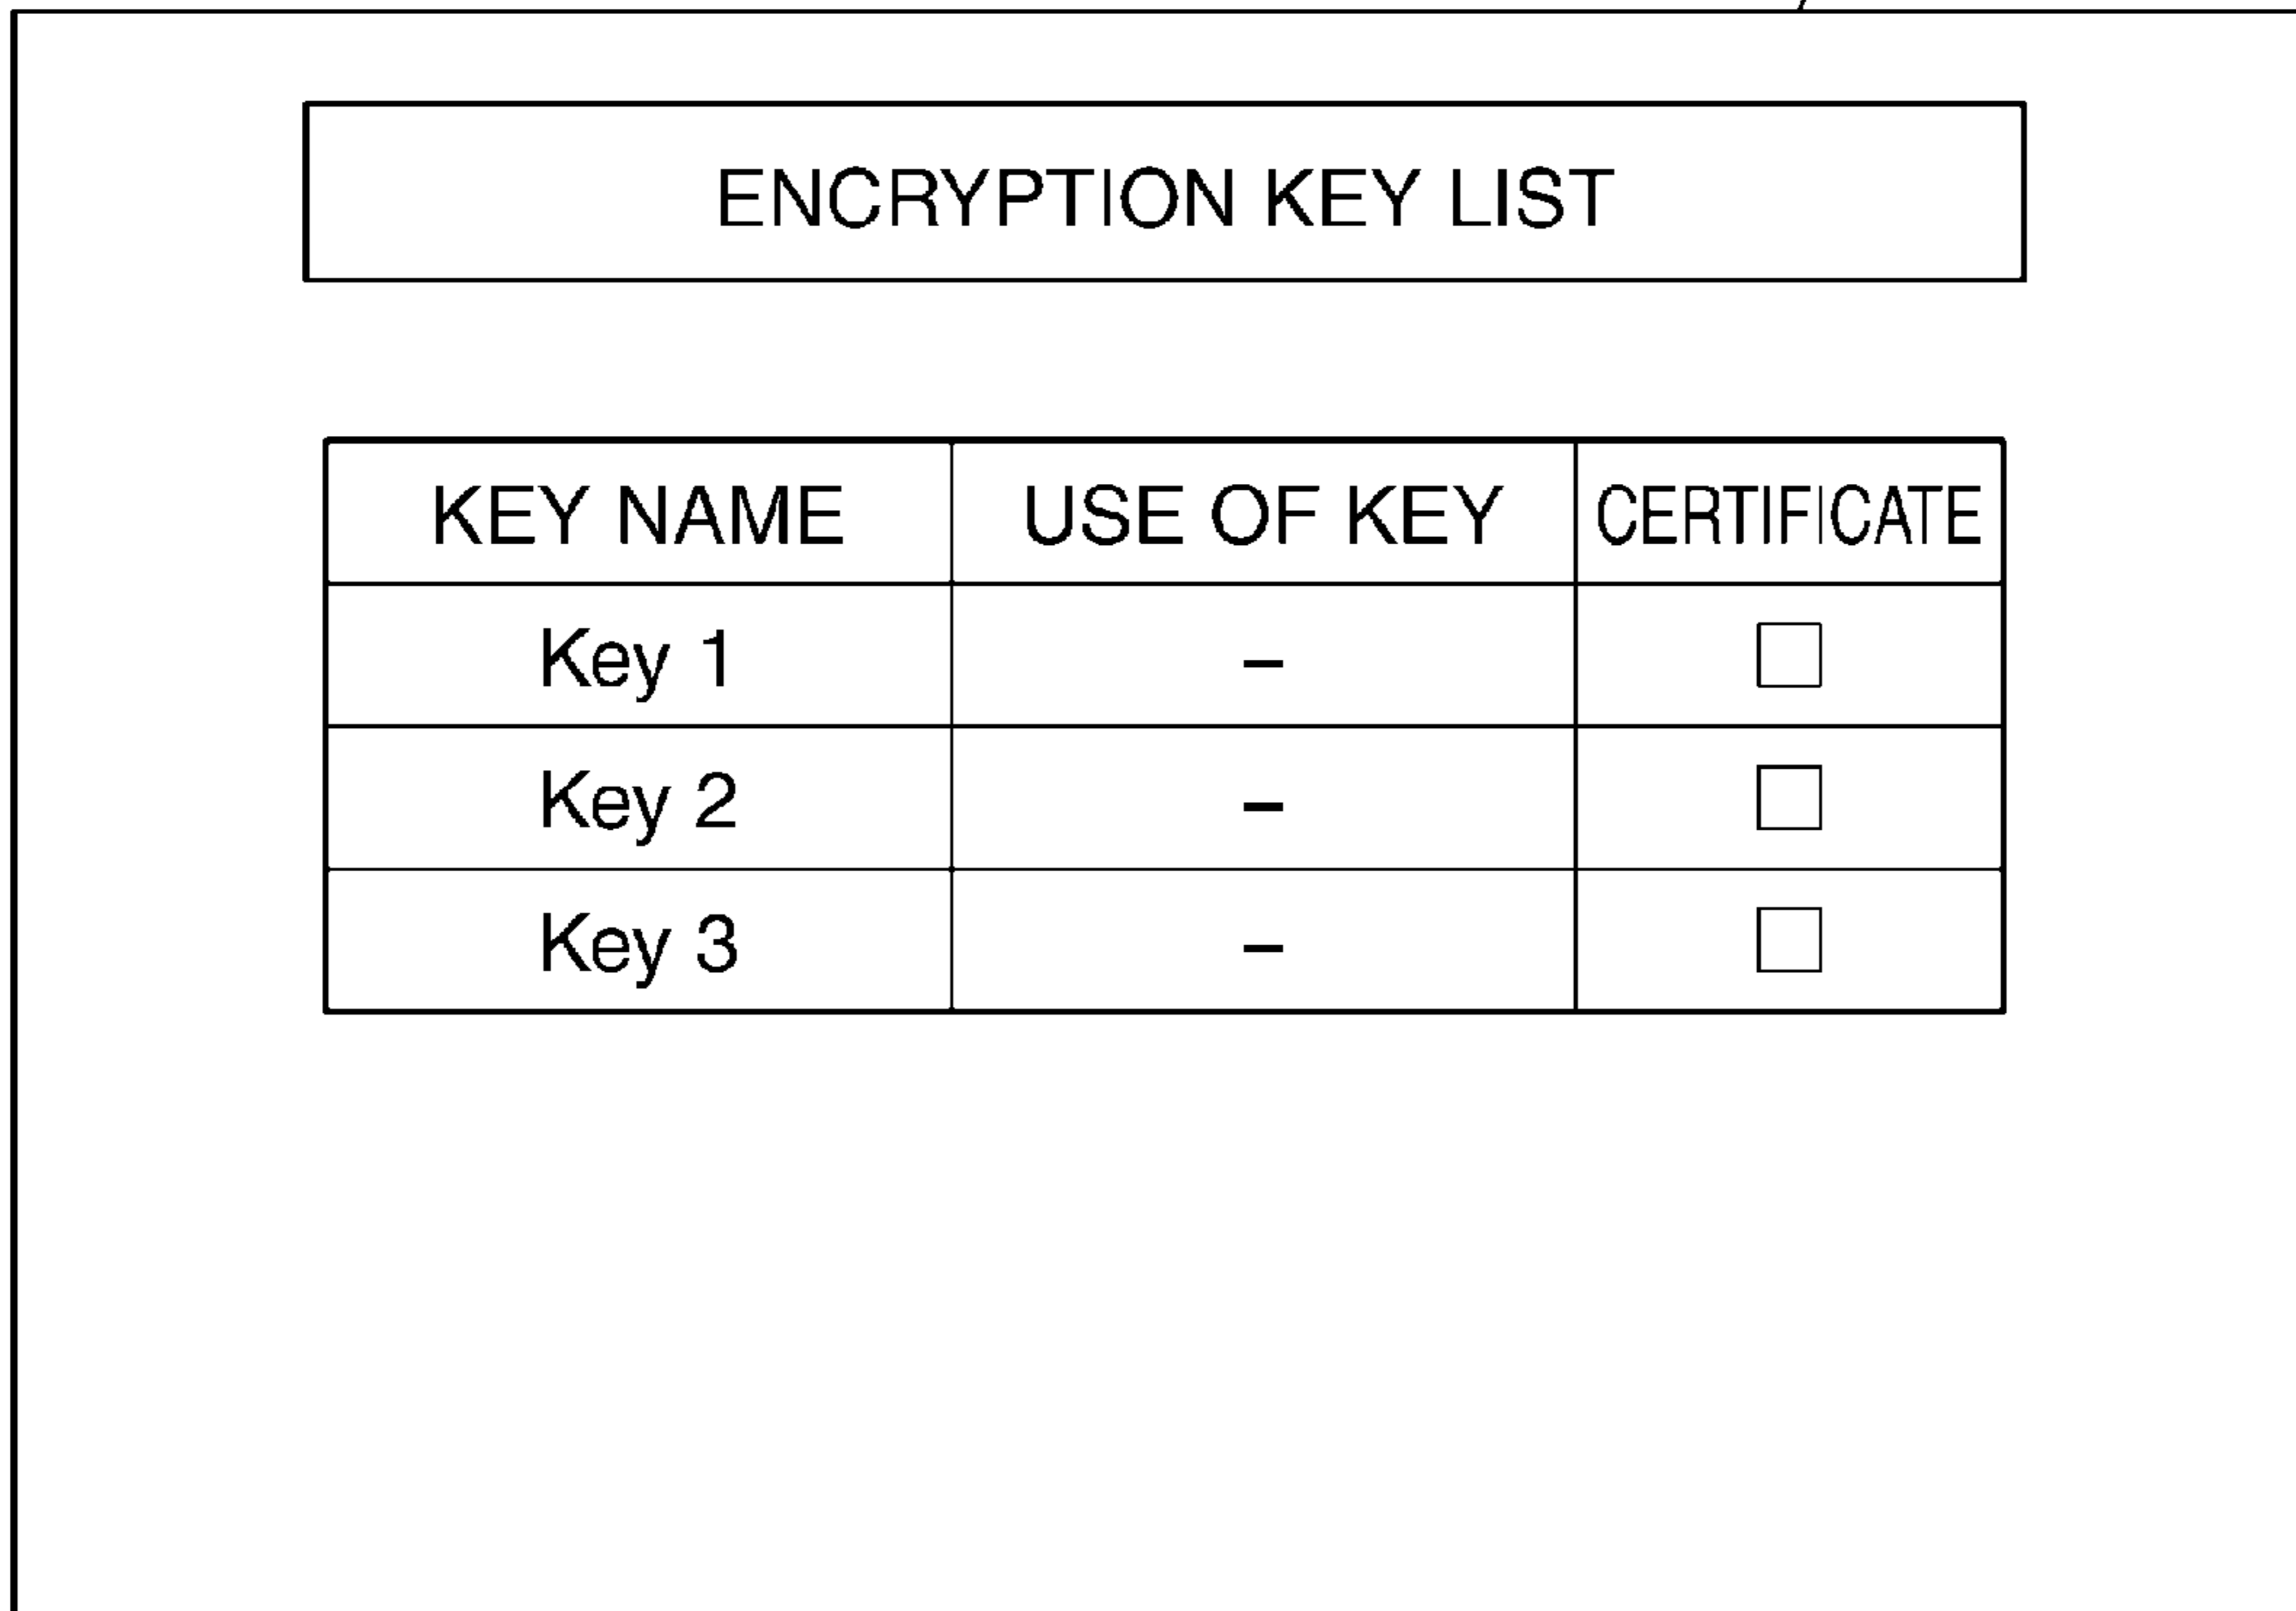 ENCRYPTION KEY LIST
KEY NAME USE OF KEY CERTIFICATE
Key 1 – □
Key 2 – □
Key 3 – □